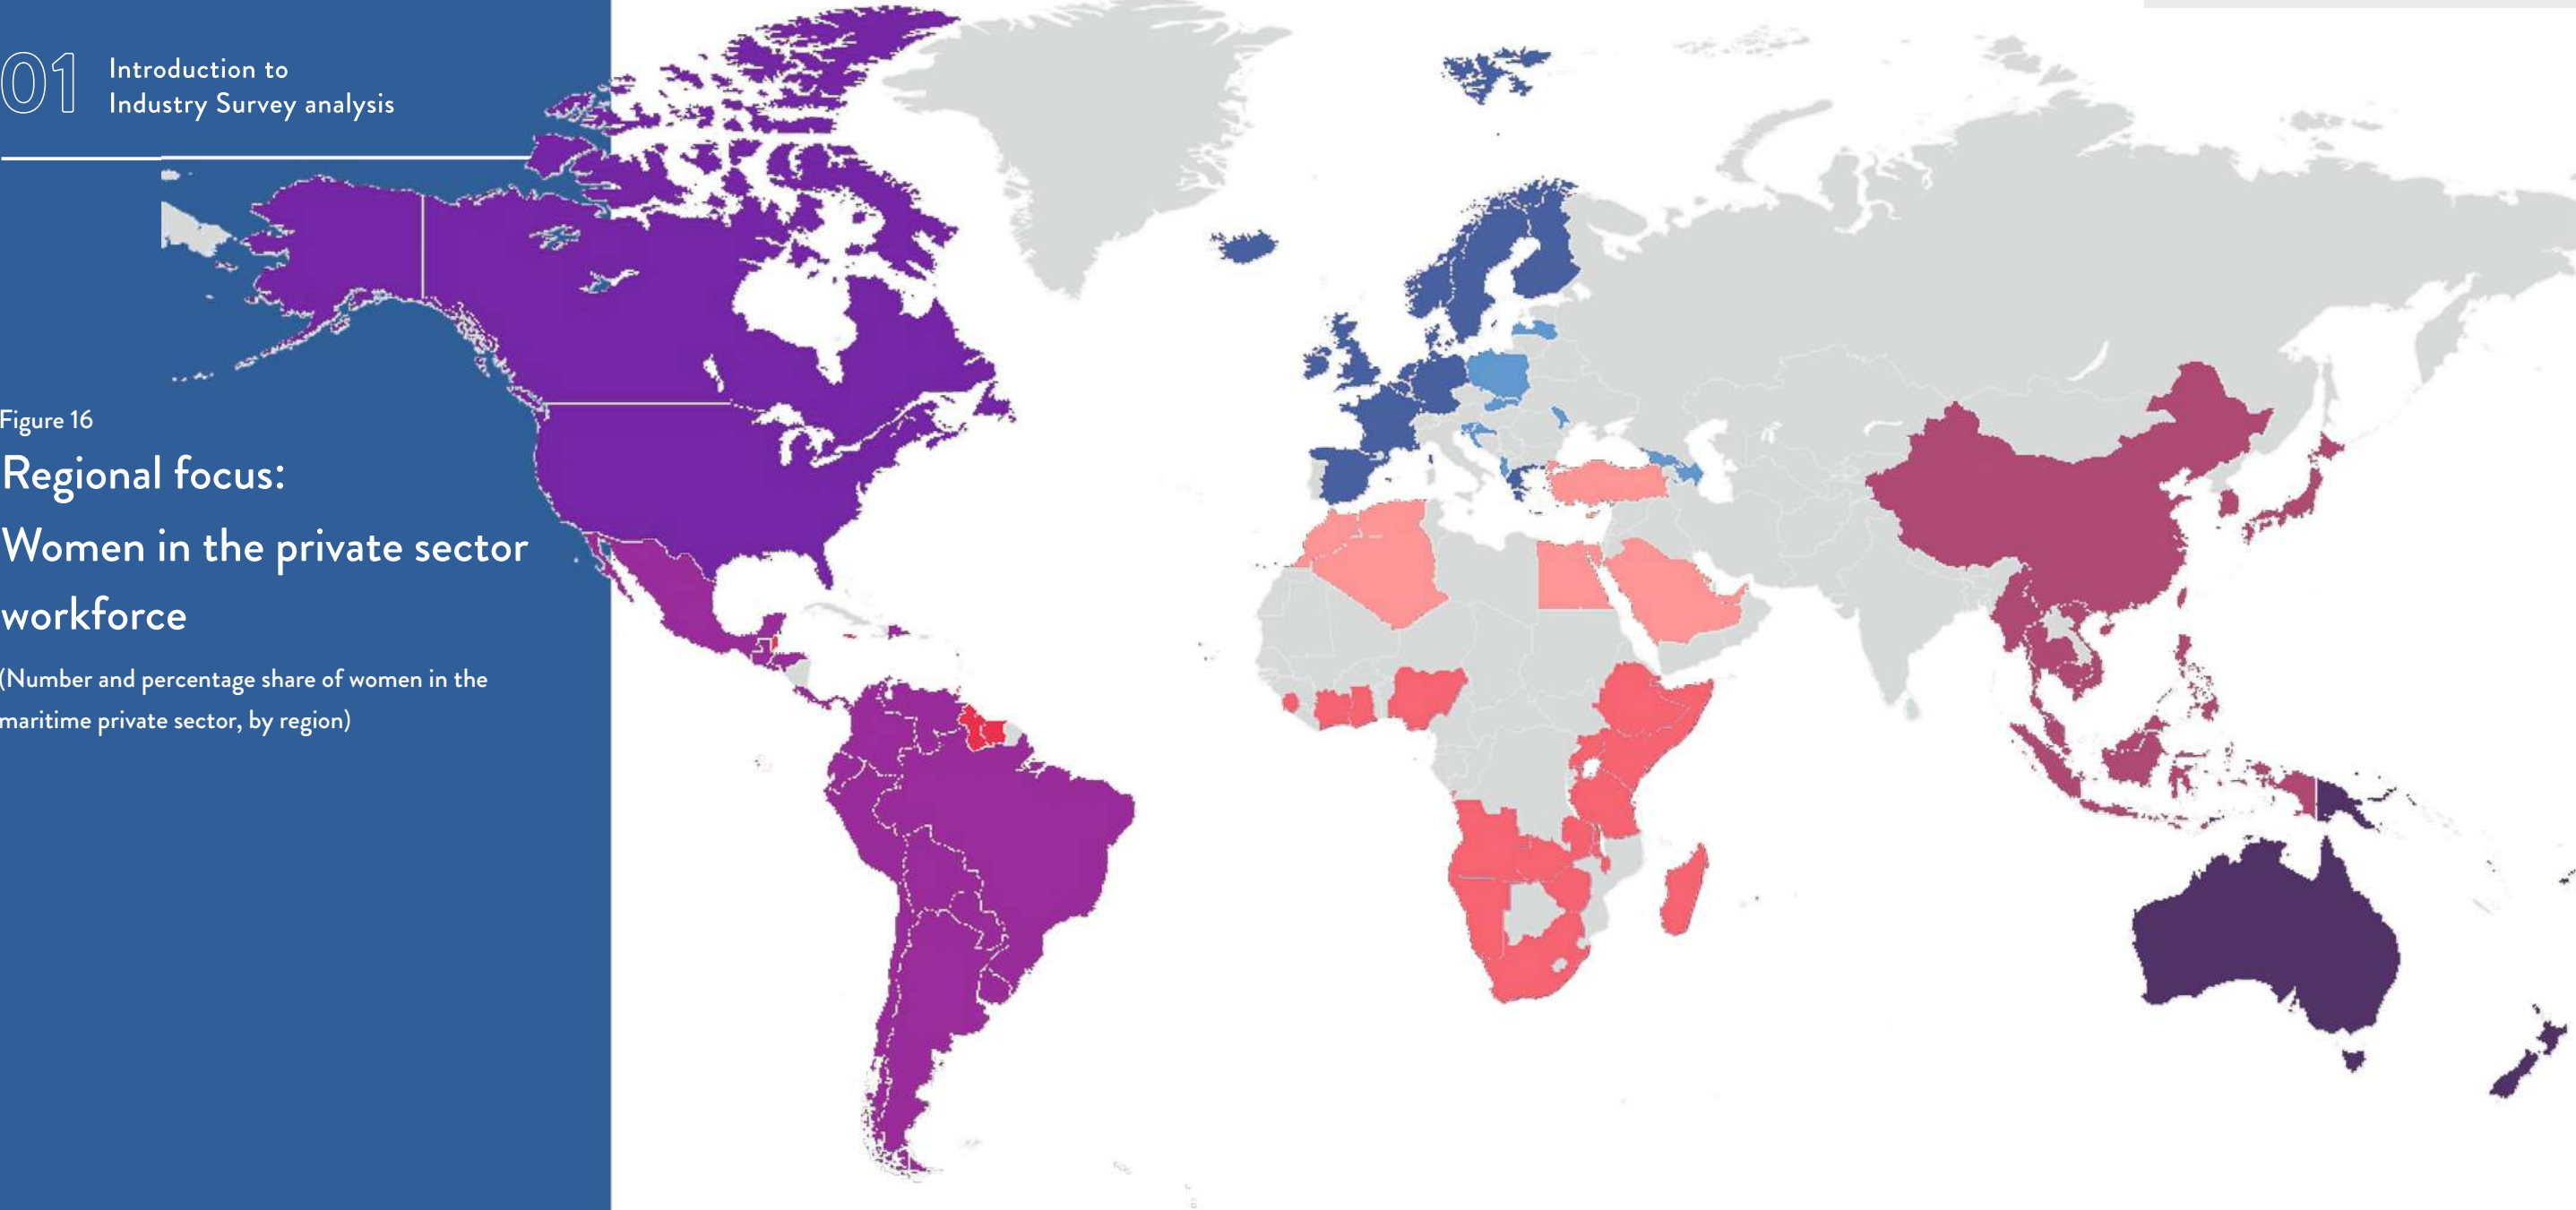 01
Introduction to
Industry Survey analysis
Figure 16
Regional focus:
Women in the private sector
workforce
(Number and percentage share of women in the
maritime private sector, by region)